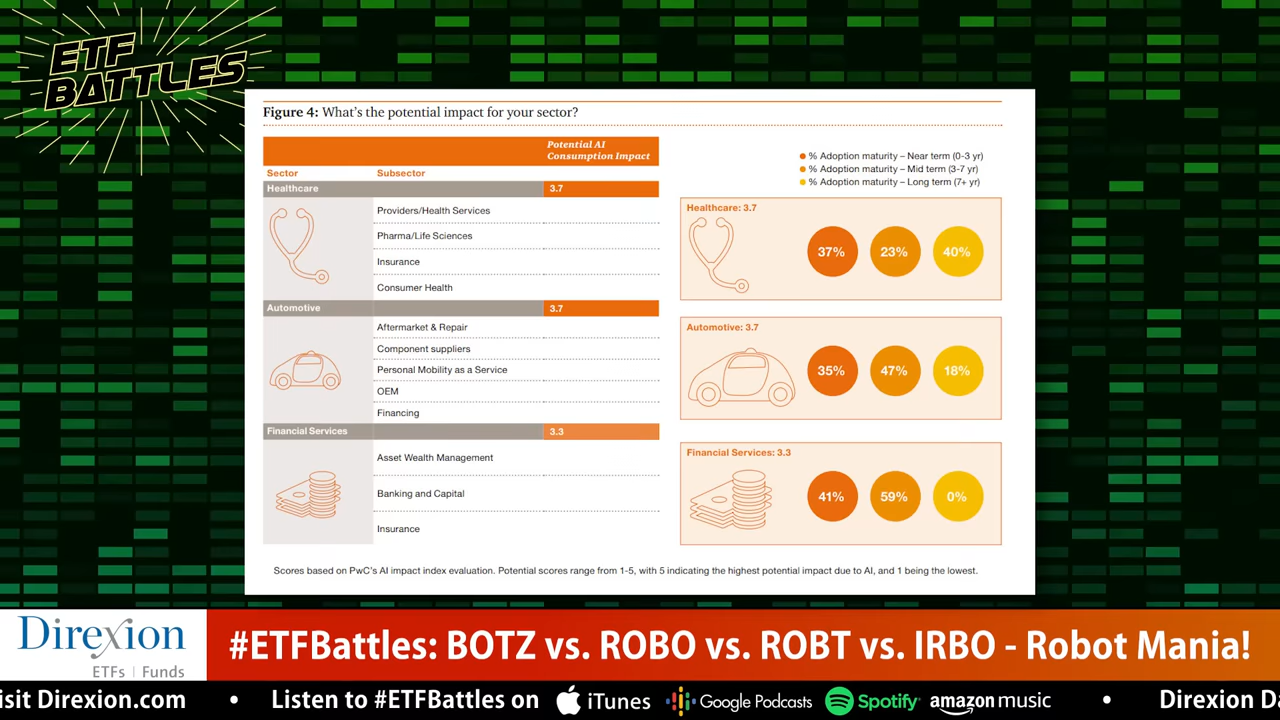 ETF
BATTLES
Figure 4: What's the potential impact for your sector?
Potential AI
Consumption Impact
Sector
Subsector
Healthcare
3.7
Providers/Health Services
Pharma/Life Sciences
Insurance
Consumer Health
Automotive
3.7
Aftermarket & Repair
Component suppliers
Personal Mobility as a Service
OEM
Financing
Financial Services
3.3
Asset Wealth Management
Banking and Capital
Insurance
% Adoption maturity – Near term (0-3 yr)
% Adoption maturity – Mid term (3-7 yr)
% Adoption maturity – Long term (7+ yr)
Healthcare: 3.7
37% 23% 40%
Automotive: 3.7
35% 47% 18%
Financial Services: 3.3
41% 59% 0%
Scores based on PwC's AI impact index evaluation. Potential scores range from 1-5, with 5 indicating the highest potential impact due to AI, and 1 being the lowest.
Direxion
ETFs | Funds
#ETFBattles: BOTZ vs. ROBO vs. ROBT vs. IRBO - Robot Mania!
isit Direxion.com • Listen to #ETFBattles on iTunes Google Podcasts Spotify amazon music • Direxion Da